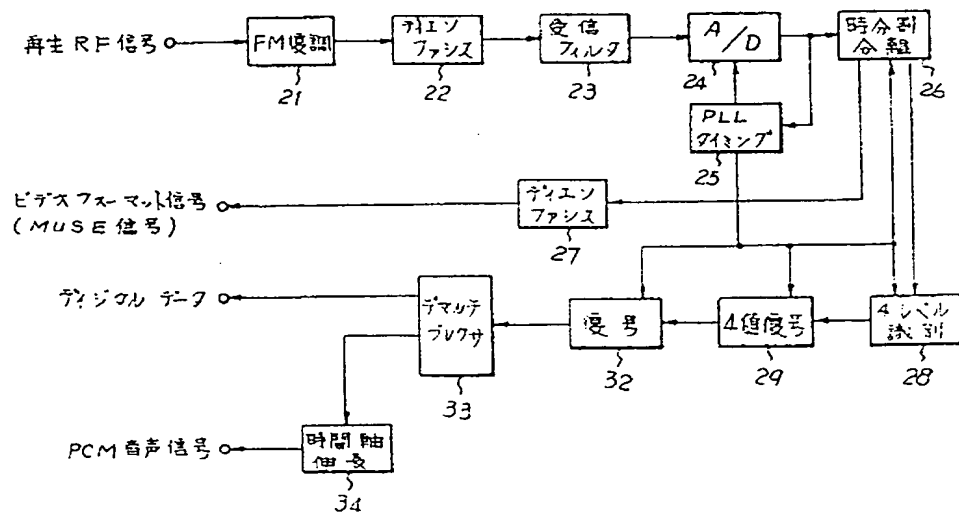 再生RF信号
FM復調
21
ディエン
ファシス
22
受信
フィルタ
23
A/D
24
時分割
分離
26
PLL
タイミング
25
ビデオフォーマット信号
(MUSE信号)
ディエン
ファシス
27
ディジタル データ
デマルチ
プレクサ
33
復号
32
4値復号
29
4レベル
識別
28
PCM音声信号
時間軸
伸長
34